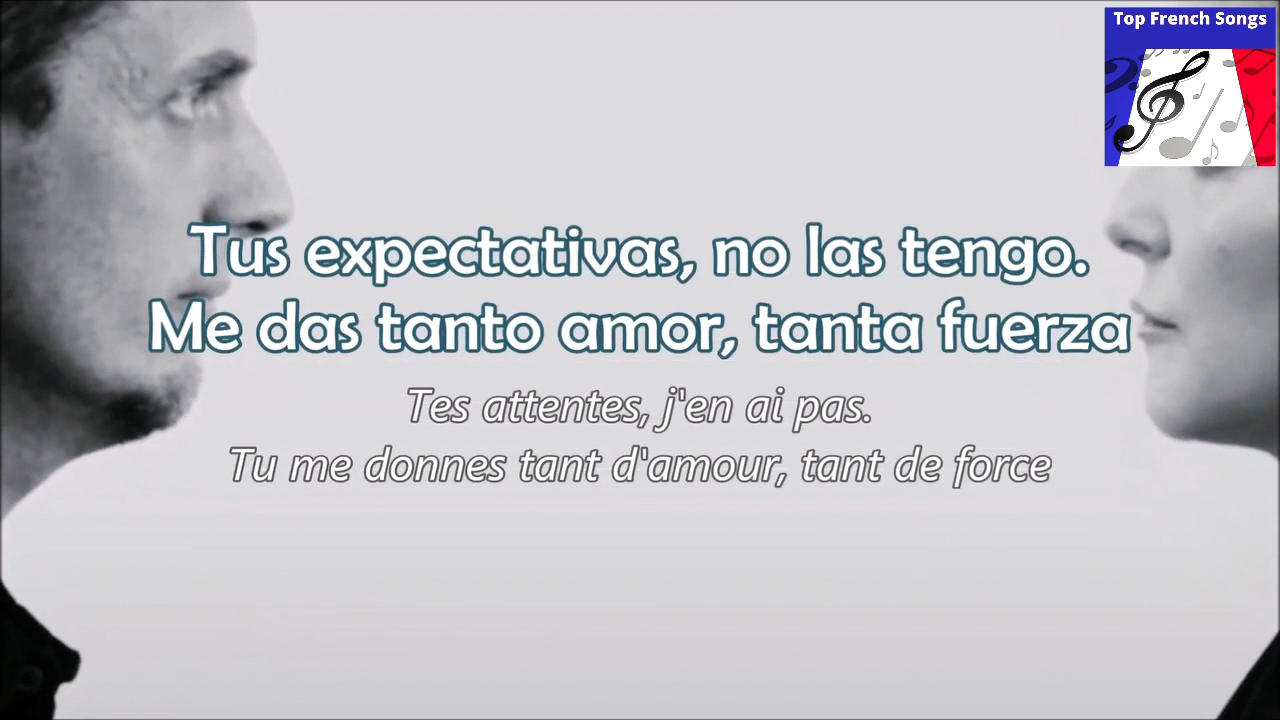 Top French Songs
Tus expectativas, no las tengo.
Me das tanto amor, tanta fuerza
Tes attentes, j'en ai pas.
Tu me donnes tant d'amour, tant de force